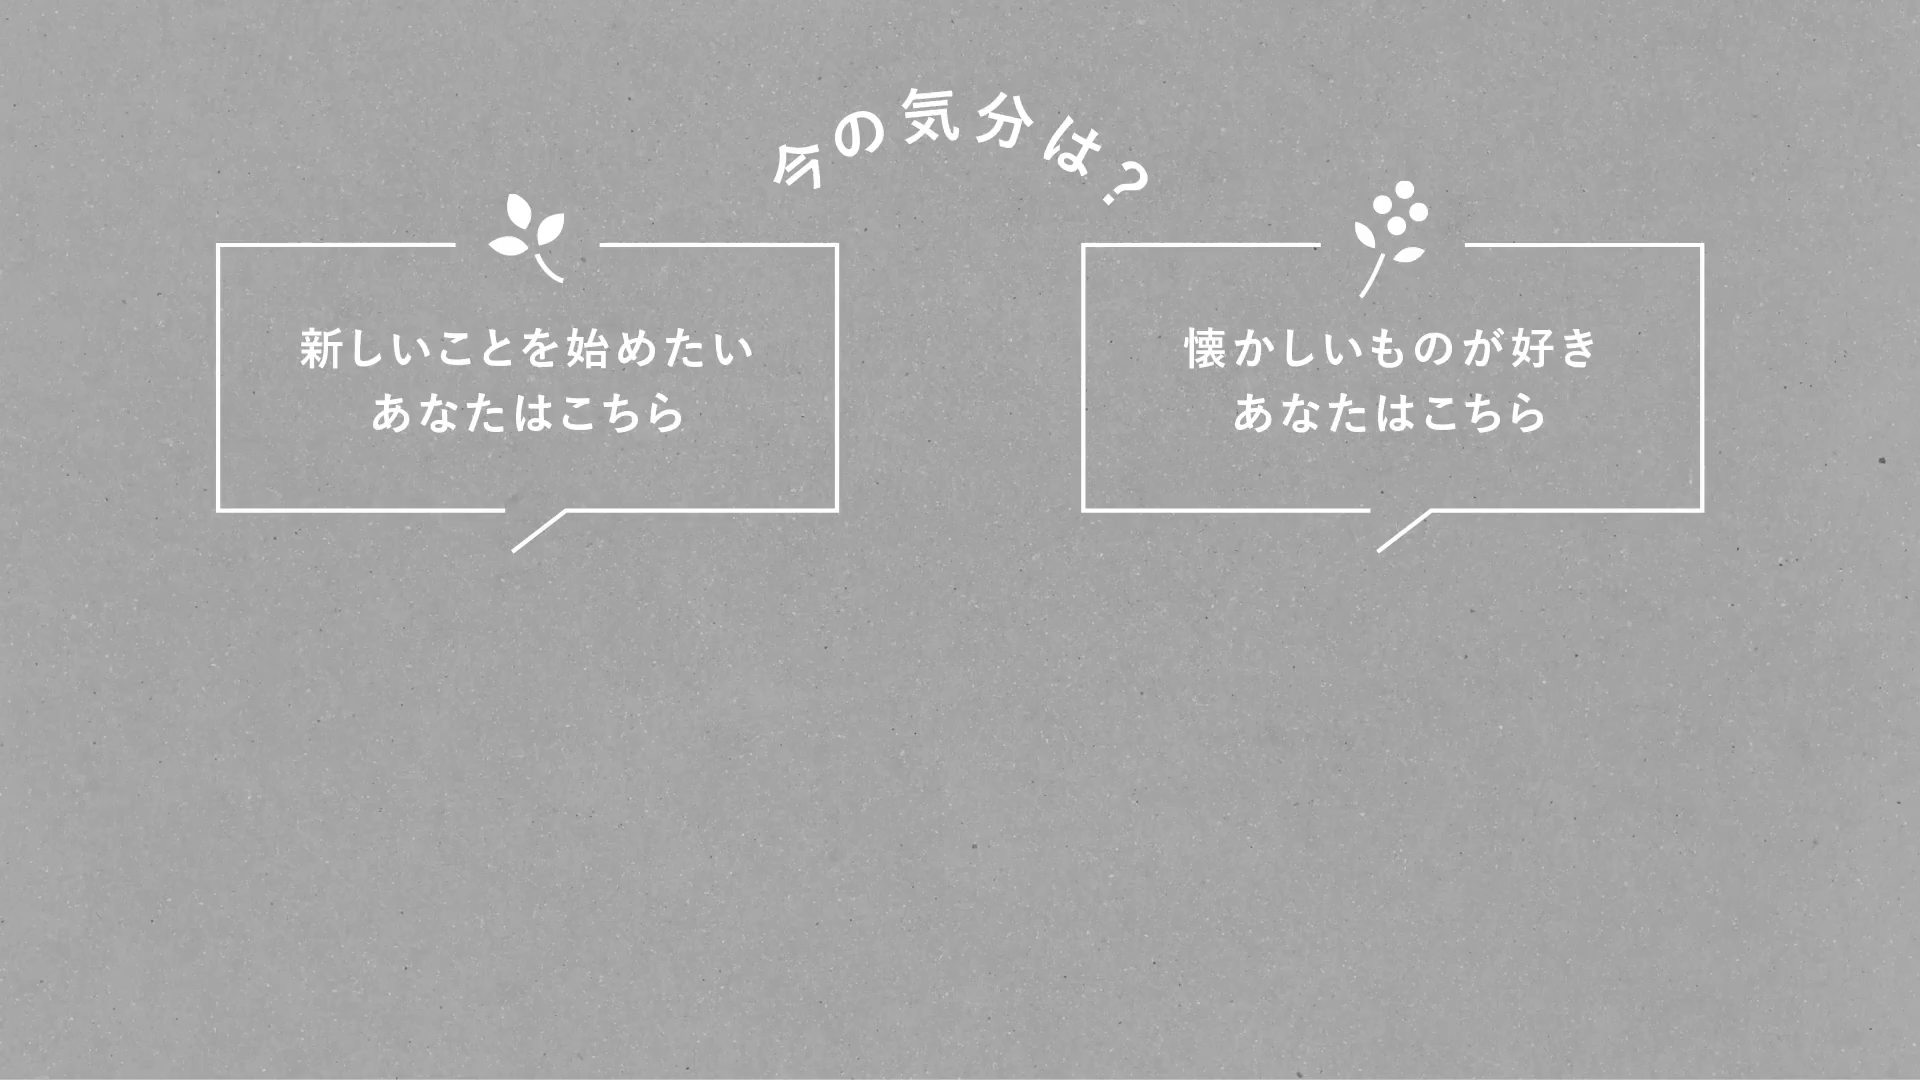 今の気分は？
新しいことを始めたい
あなたはこちら
懐かしいものが好き
あなたはこちら